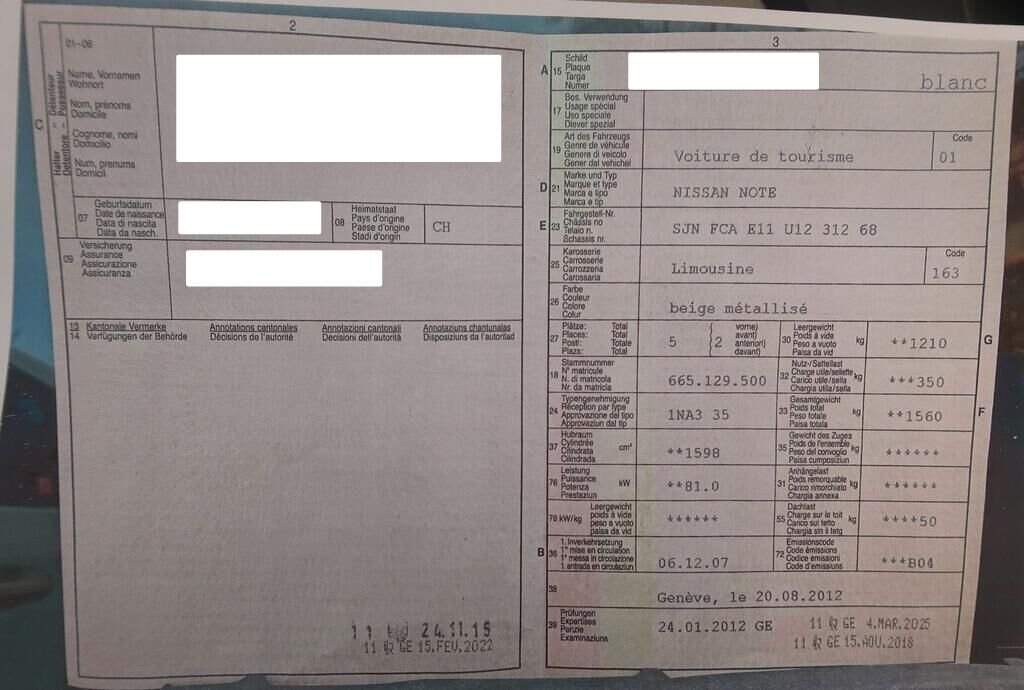 2
01-06
C
Halter - Détenteur
Detentore - Possessur
Name, Vornamen
Wohnort
Nom, prénoms
Domicile
Cognome, nomi
Domicilio
Num, prenums
Domicil
07
Geburtsdatum
Date de naissance
Data di nascita
Data da nasch.
08
Heimatstaat
Pays d'origine
Paese d'origine
Stadi d'origin
CH
09
Versicherung
Assurance
Assicurazione
Assicuranza
13 Kantonale Vermerke Annotations cantonales Annotazioni cantonali Annotaziuns chantunalas
14 Verfügungen der Behörde Décisions de l'autorité Decisioni dell'autorità Disposiziuns da l'autoritad
11 24.11.15
11 GE 15.FEV.2022
3
A 15
Schild
Plaque
Targa
Numer
blanc
17
Bes. Verwendung
Usage spécial
Uso speciale
Diever spezial
19
Art des Fahrzeugs
Genre de véhicule
Genere di veicolo
Gener dal vehichel
Voiture de tourisme
Code
01
D 21
Marke und Typ
Marque et type
Marca e tipo
Marca e tip
NISSAN NOTE
E 23
Fahrgestell-Nr.
Châssis no
Telaio n.
Schassis nr.
SJN FCA E11 U12 312 68
25
Karosserie
Carrosserie
Carrozzeria
Carossaria
Limousine
Code
163
26
Farbe
Couleur
Colore
Colur
beige métallisé
27
Plätze: Total
Places: Total
Posti: Totale
Plazs: Total
5
2
vorne)
avant)
anteriori)
davant)
30
Leergewicht
Poids à vide
Peso a vuoto
Paisa da vid
kg
**1210
G
18
Stammnummer
N° matricule
N. di matricola
Nr. da matricla
665.129.500
32
Nutz-/Sattellast
Charge utile/sellette
Carico utile/sella
Chargia utila/sella
kg
***350
24
Typengenehmigung
Réception par type
Approvazione del tipo
Approvaziun dal tip
1NA3 35
33
Gesamtgewicht
Poids total
Peso totale
Paisa totala
kg
**1560
F
37
Hubraum
Cylindrée
Cilindrata
Cilindrada
cm³
**1598
35
Gewicht des Zuges
Poids de l'ensemble
Peso del convoglio
Paisa cumposiziun
kg
******
76
Leistung
Puissance
Potenza
Prestaziun
kW
**81.0
31
Anhängelast
Poids remorquable
Carico rimorchiato
Chargia annexa
kg
******
78 kW/kg
Leergewicht
poids à vide
peso a vuoto
paisa da vid
******
55
Dachlast
Charge sur le toit
Carico sul tetto
Chargia sin il tetg
kg
****50
B 36
1. Inverkehrsetzung
1re mise en circulation
1a messa in circolazione
1. entrada en circulaziun
06.12.07
72
Emissionscode
Code émissions
Codice emissioni
Code d'emissiuns
***B04
38
Genève, le 20.08.2012
39
Prüfungen
Expertises
Perizie
Examinaziuns
24.01.2012 GE
11 GE 4.MAR.2025
11 GE 15.AOU.2018